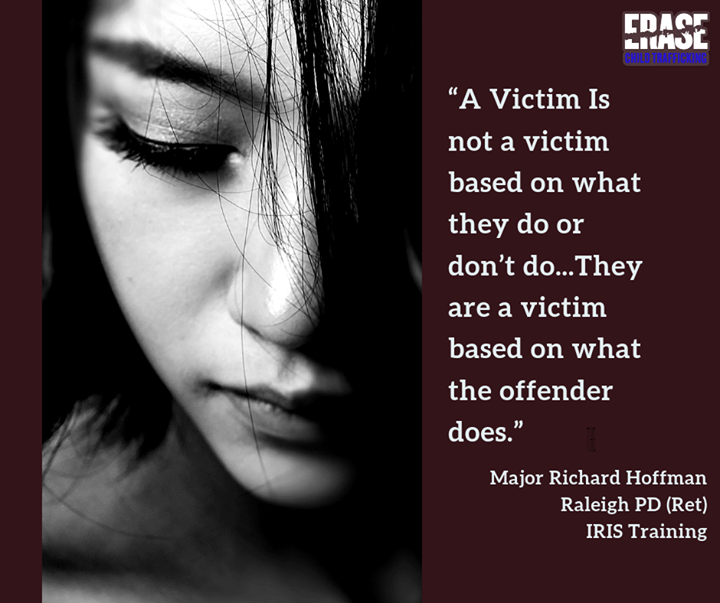 ERASE
CHILD TRAFFICKING
“A Victim Is
not a victim
based on what
they do or
don’t do...They
are a victim
based on what
the offender
does.”
Major Richard Hoffman
Raleigh PD (Ret)
IRIS Training